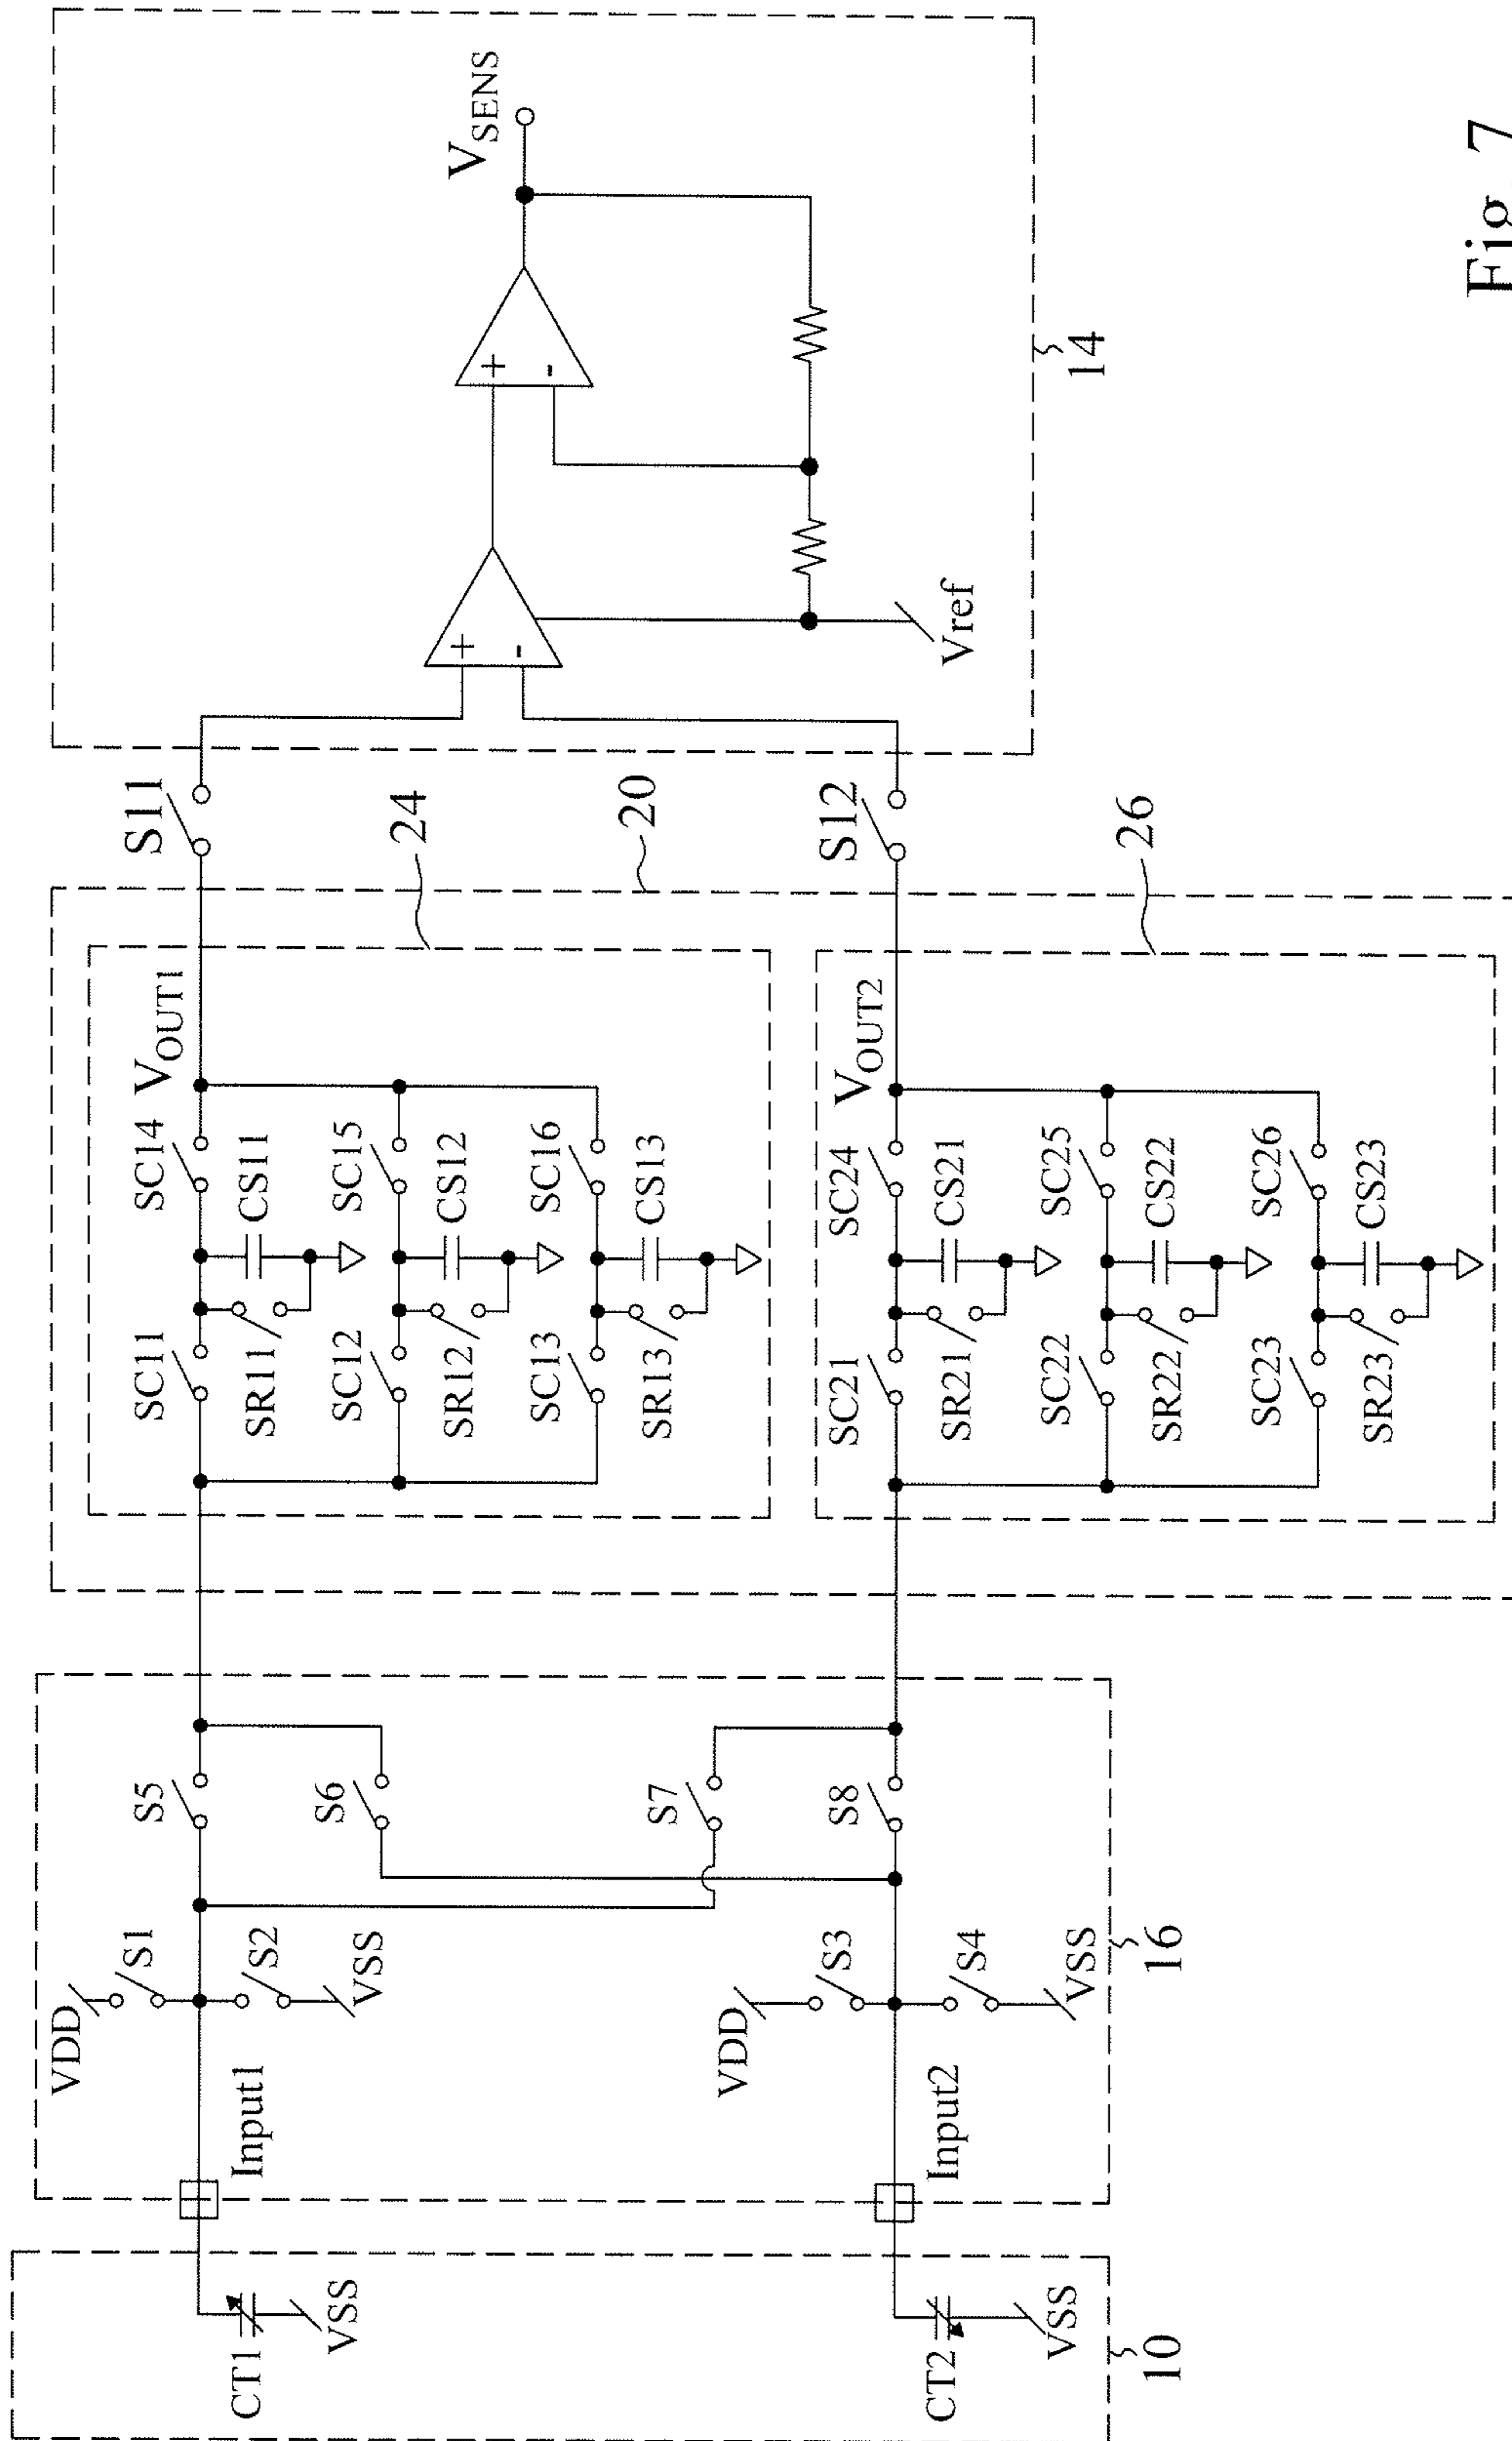 VDD
S1
S2
VSS
Input1
CT1
VSS
S5
S6
S7
S8
VDD
S3
S4
VSS
Input2
CT2
VSS
10
16
SC11
SC14
VOUT1
SR11
CS11
SC12
SC15
SR12
CS12
SC13
SC16
SR13
CS13
24
20
S11
SC21
SC24
VOUT2
SR21
CS21
SC22
SC25
SR22
CS22
SC23
SC26
SR23
CS23
26
S12
+
-
Vref
+
-
VSENS
14
Fig. 7